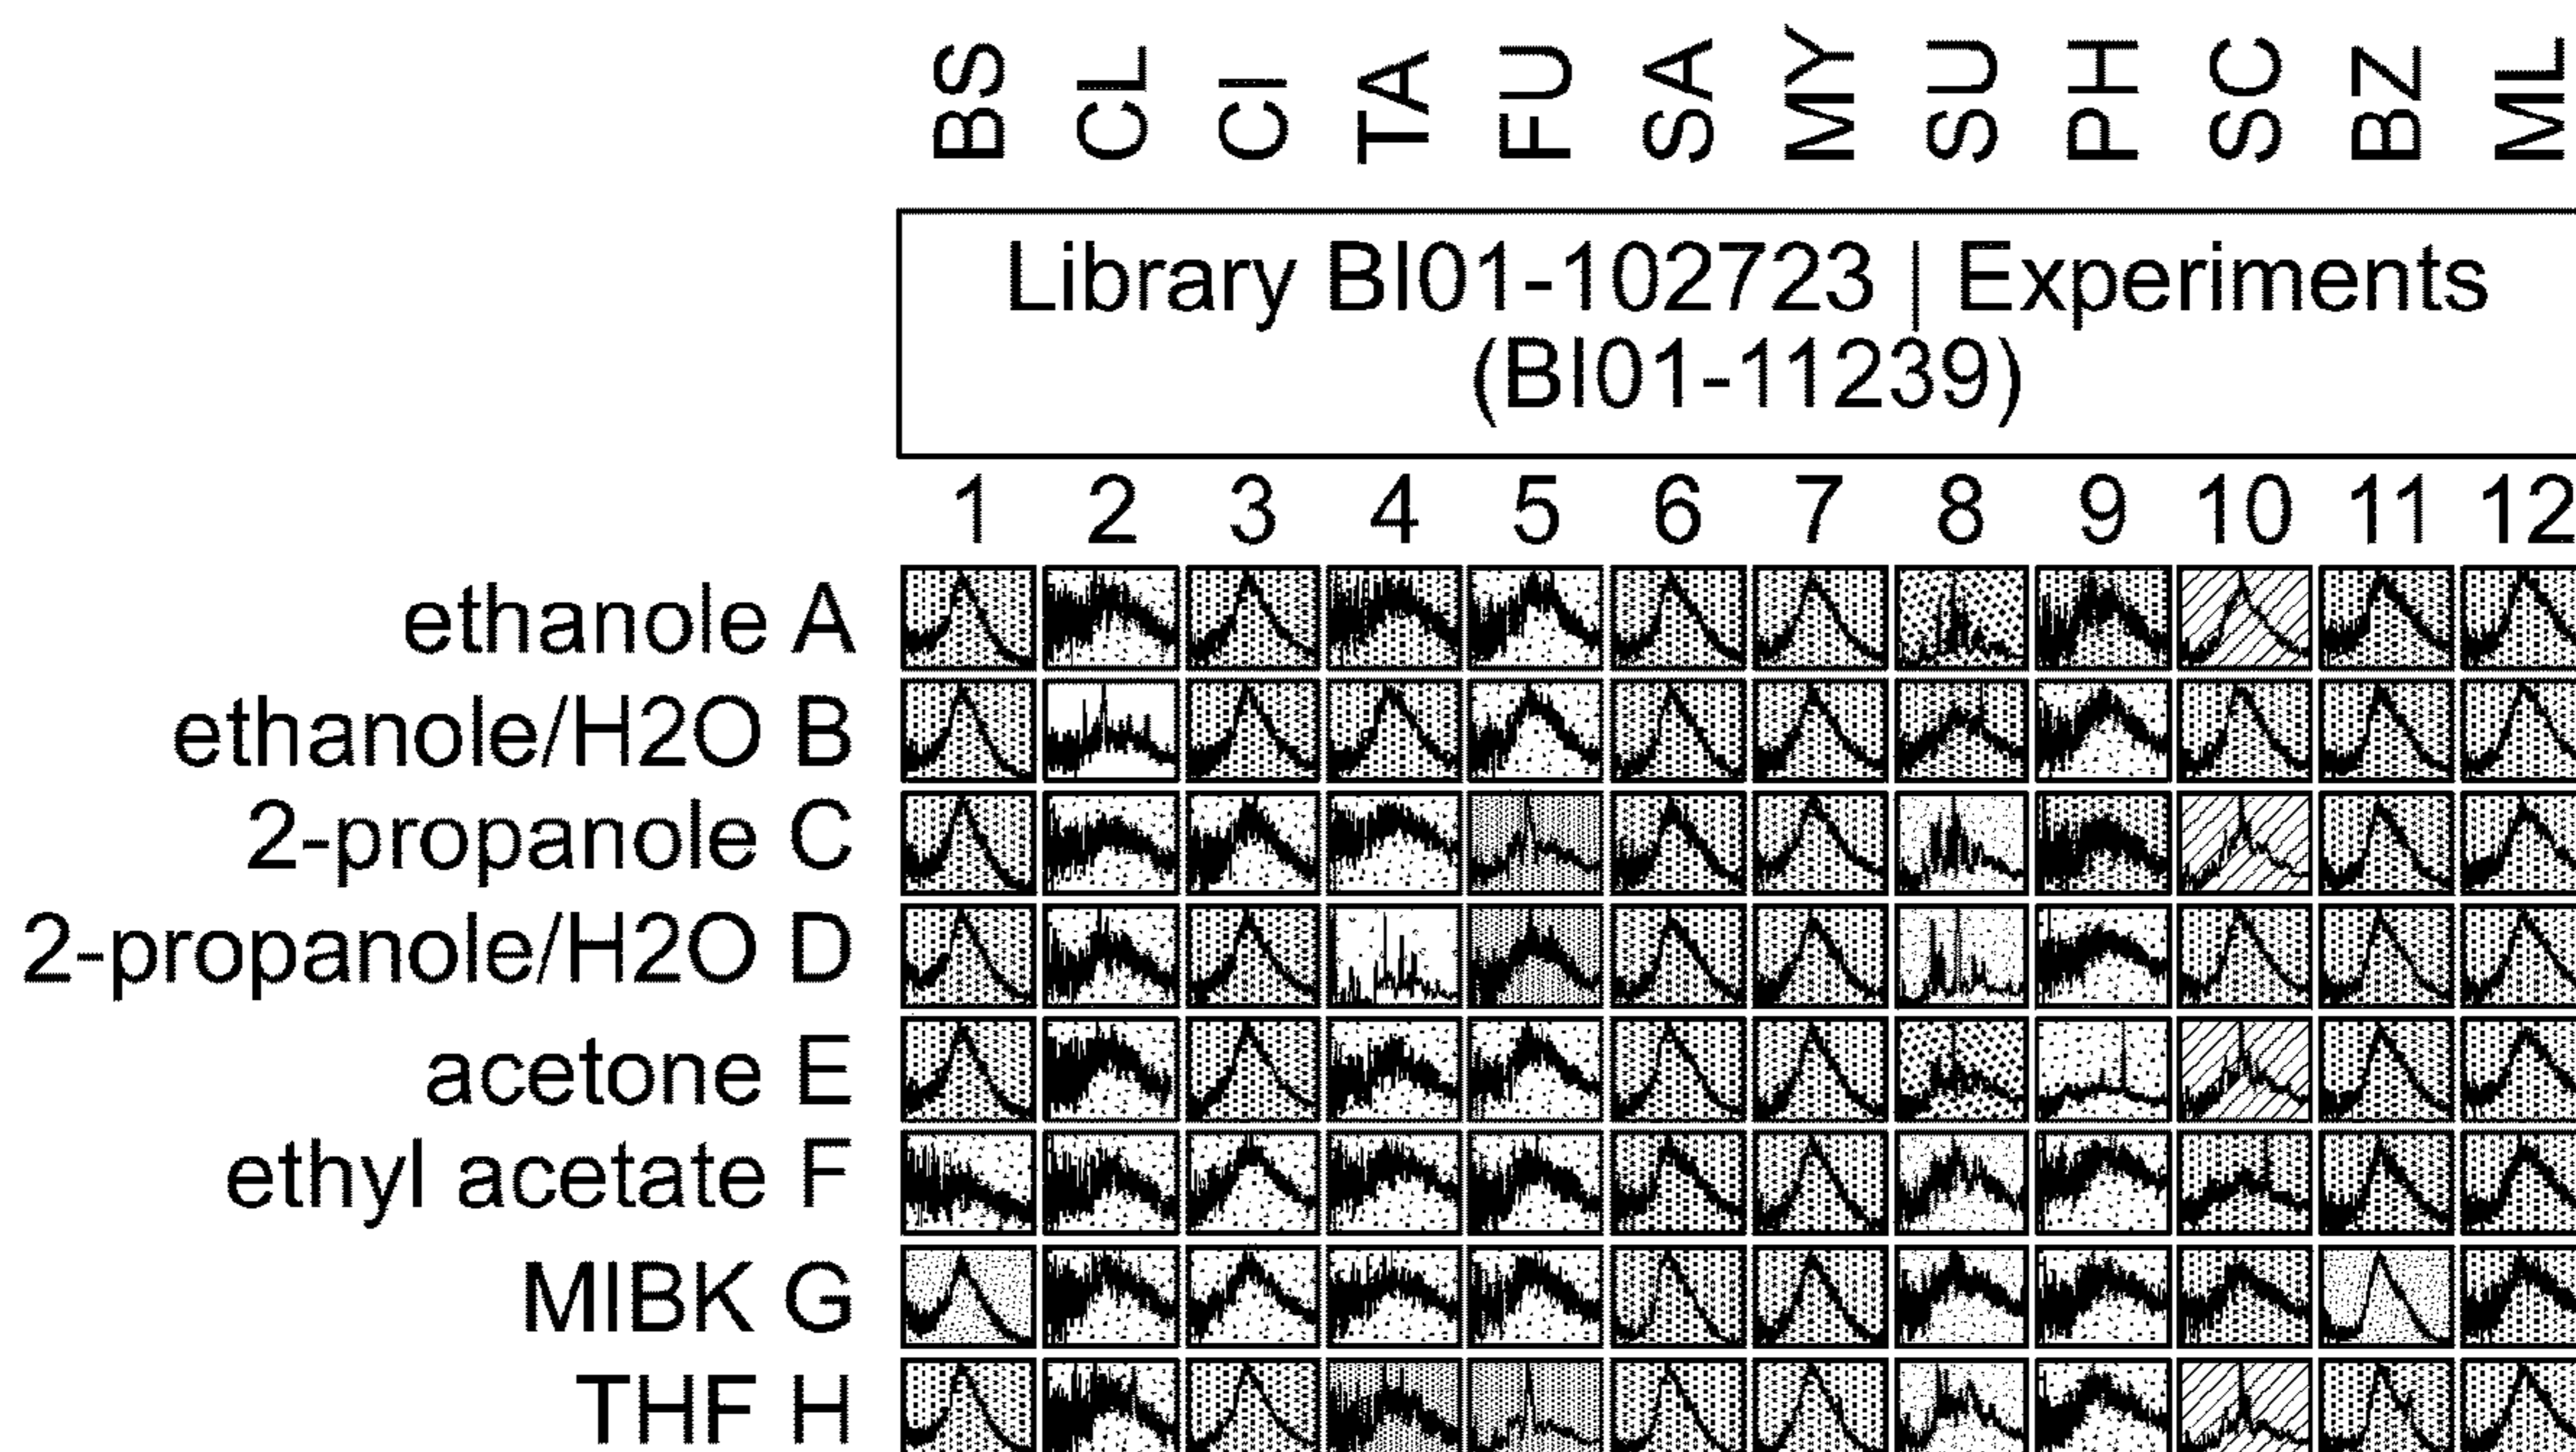 BS CL CI TA FU SA MY SU PH SC BZ ML
Library BI01-102723 | Experiments
(BI01-11239)
1 2 3 4 5 6 7 8 9 10 11 12
ethanole A
ethanole/H2O B
2-propanole C
2-propanole/H2O D
acetone E
ethyl acetate F
MIBK G
THF H